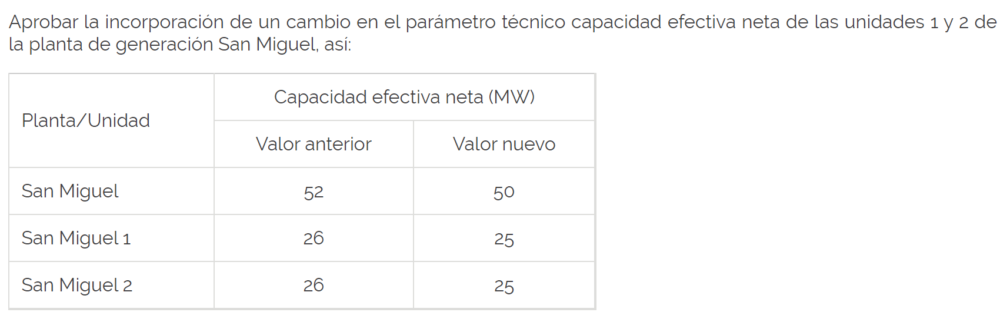 Aprobar la incorporación de un cambio en el parámetro técnico capacidad efectiva neta de las unidades 1 y 2 de
la planta de generación San Miguel, así:
Planta/Unidad
Capacidad efectiva neta (MW)
Valor anterior
Valor nuevo
San Miguel
52
50
San Miguel 1
26
25
San Miguel 2
26
25